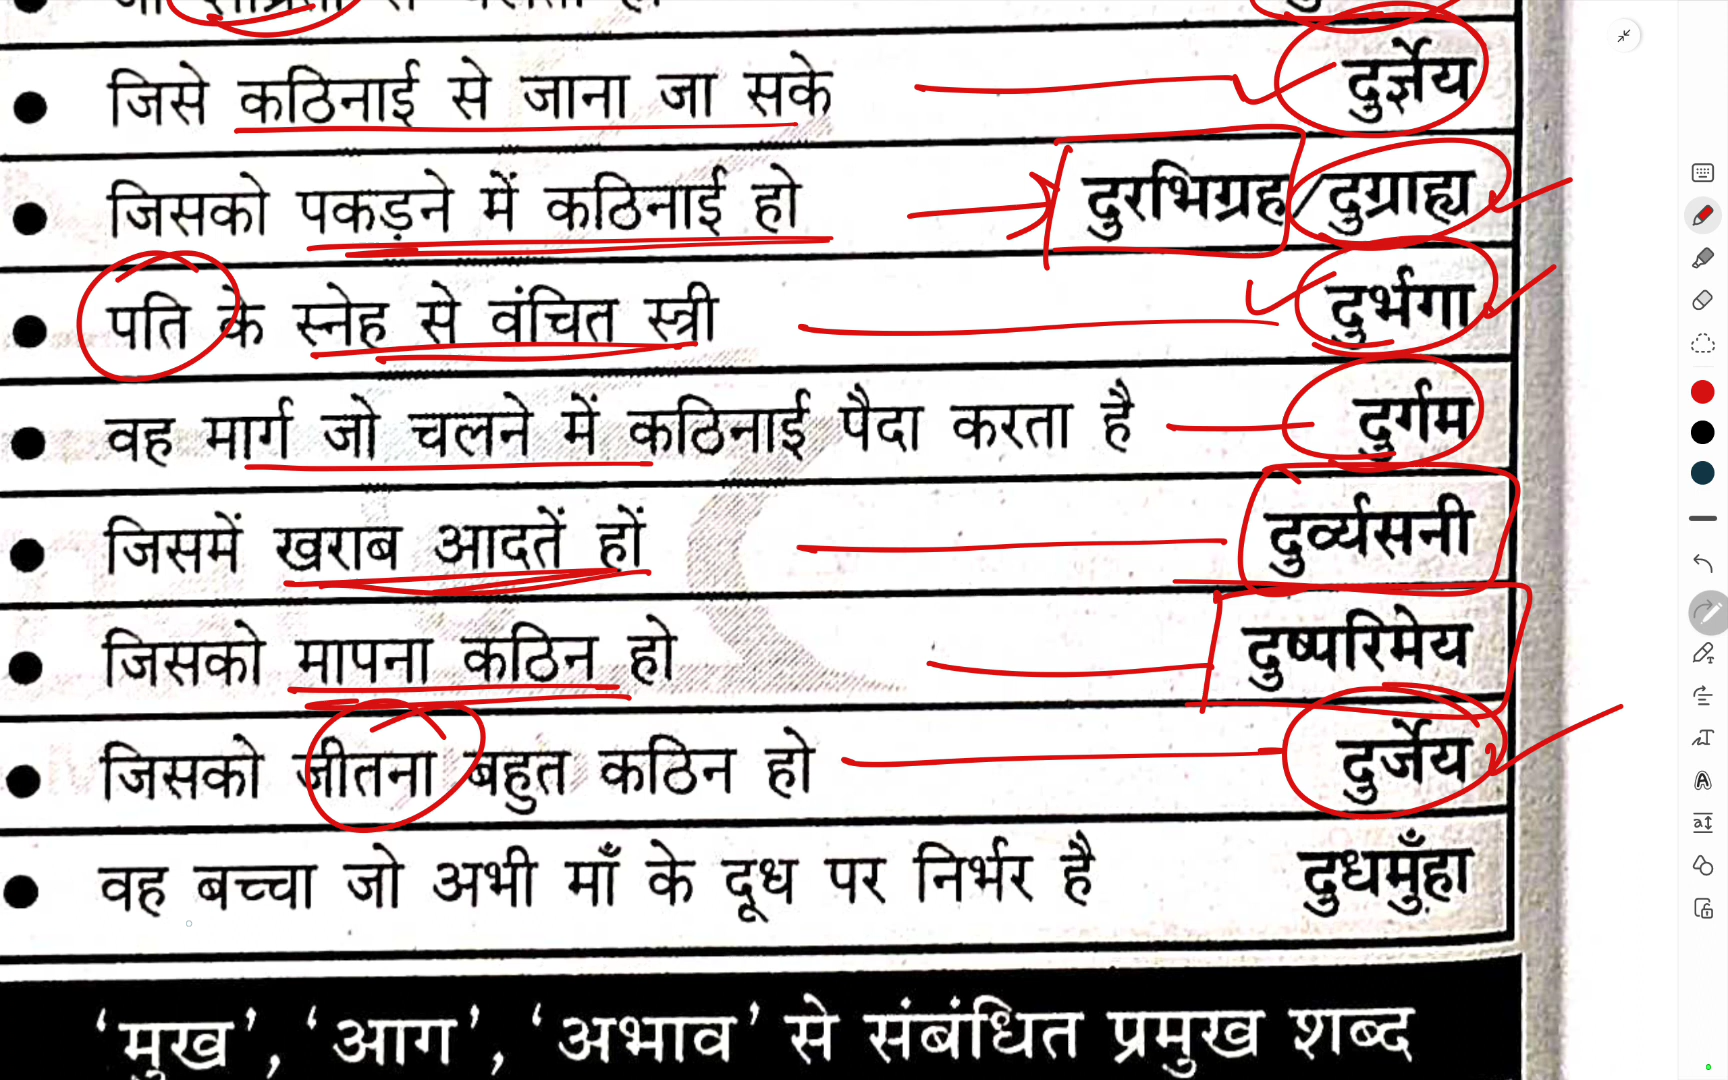 जिसे कठिनाई से जाना जा सके दुर्ज्ञेय
जिसको पकड़ने में कठिनाई हो दुरभिग्रह/दुग्राह्य
पति के स्नेह से वंचित स्त्री दुर्भगा
वह मार्ग जो चलने में कठिनाई पैदा करता है दुर्गम
जिसमें खराब आदतें हों दुर्व्यसनी
जिसको मापना कठिन हो दुष्परिमेय
जिसको जीतना बहुत कठिन हो दुर्जेय
वह बच्चा जो अभी माँ के दूध पर निर्भर है दुधमुँहा
‘मुख’, ‘आग’, ‘अभाव’ से संबंधित प्रमुख शब्द